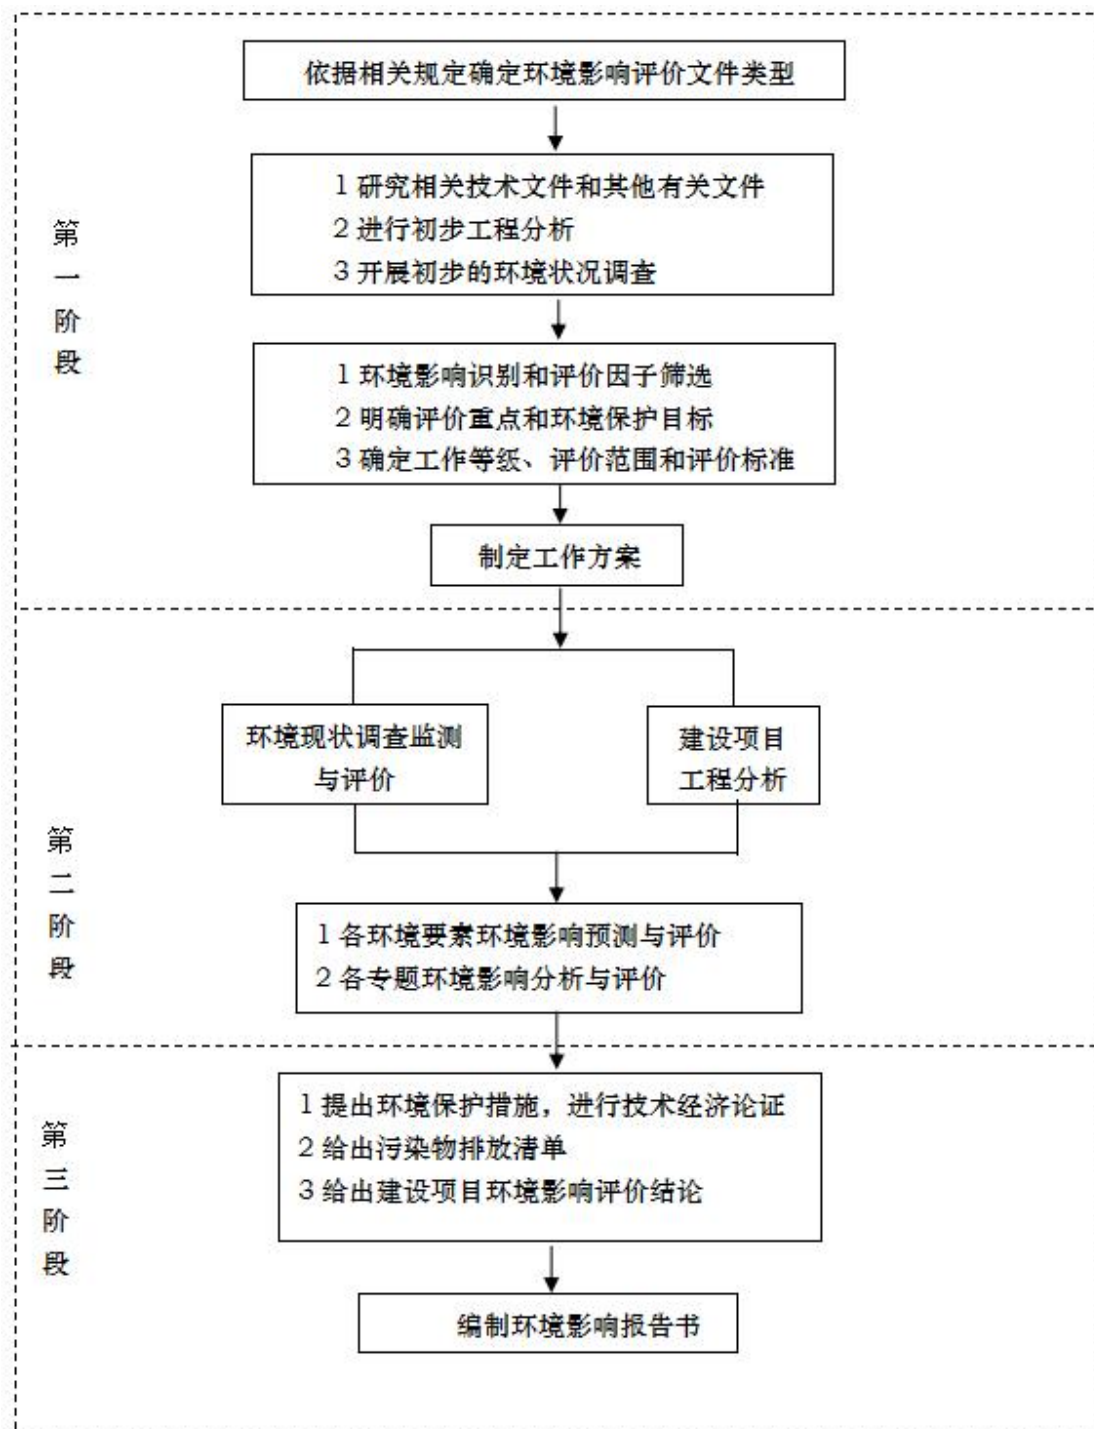 依据相关规定确定环境影响评价文件类型
1 研究相关技术文件和其他有关文件
2 进行初步工程分析
3 开展初步的环境状况调查
第一阶段
1 环境影响识别和评价因子筛选
2 明确评价重点和环境保护目标
3 确定工作等级、评价范围和评价标准
制定工作方案
环境现状调查监测
与评价
建设项目
工程分析
第二阶段
1 各环境要素环境影响预测与评价
2 各专题环境影响分析与评价
1 提出环境保护措施，进行技术经济论证
2 给出污染物排放清单
3 给出建设项目环境影响评价结论
第三阶段
编制环境影响报告书